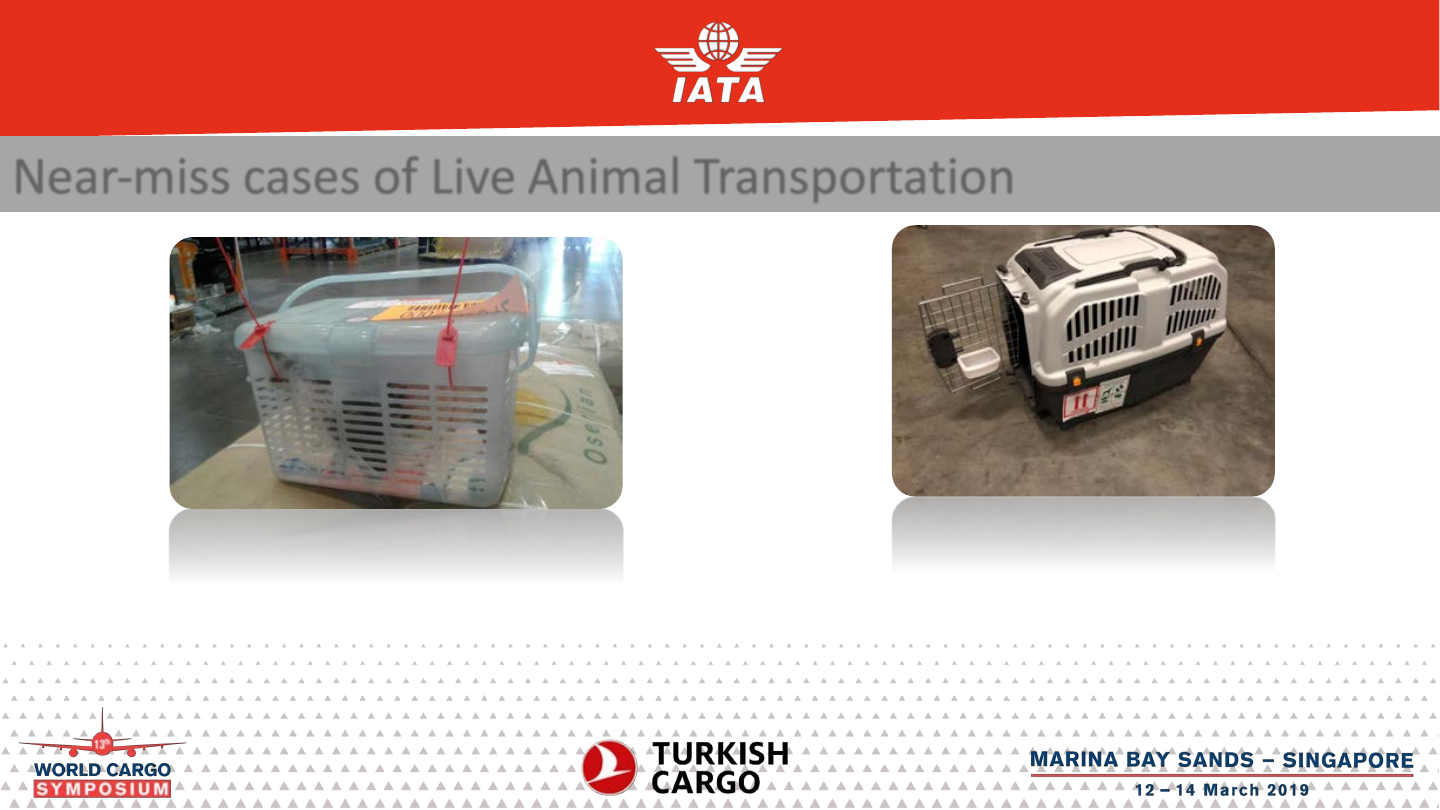 IATA
Near-miss cases of Live Animal Transportation
Oserian
13th
WORLD CARGO
SYMPOSIUM
TURKISH
CARGO
MARINA BAY SANDS – SINGAPORE
12 – 14 March 2019